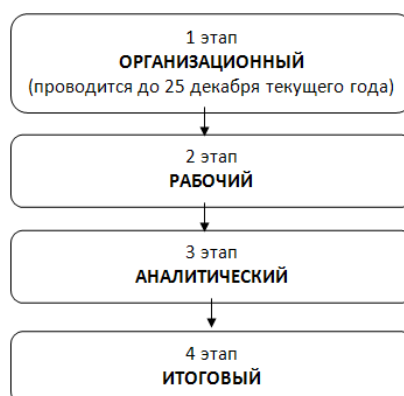 1 этап
ОРГАНИЗАЦИОННЫЙ
(проводится до 25 декабря текущего года)
2 этап
РАБОЧИЙ
3 этап
АНАЛИТИЧЕСКИЙ
4 этап
ИТОГОВЫЙ